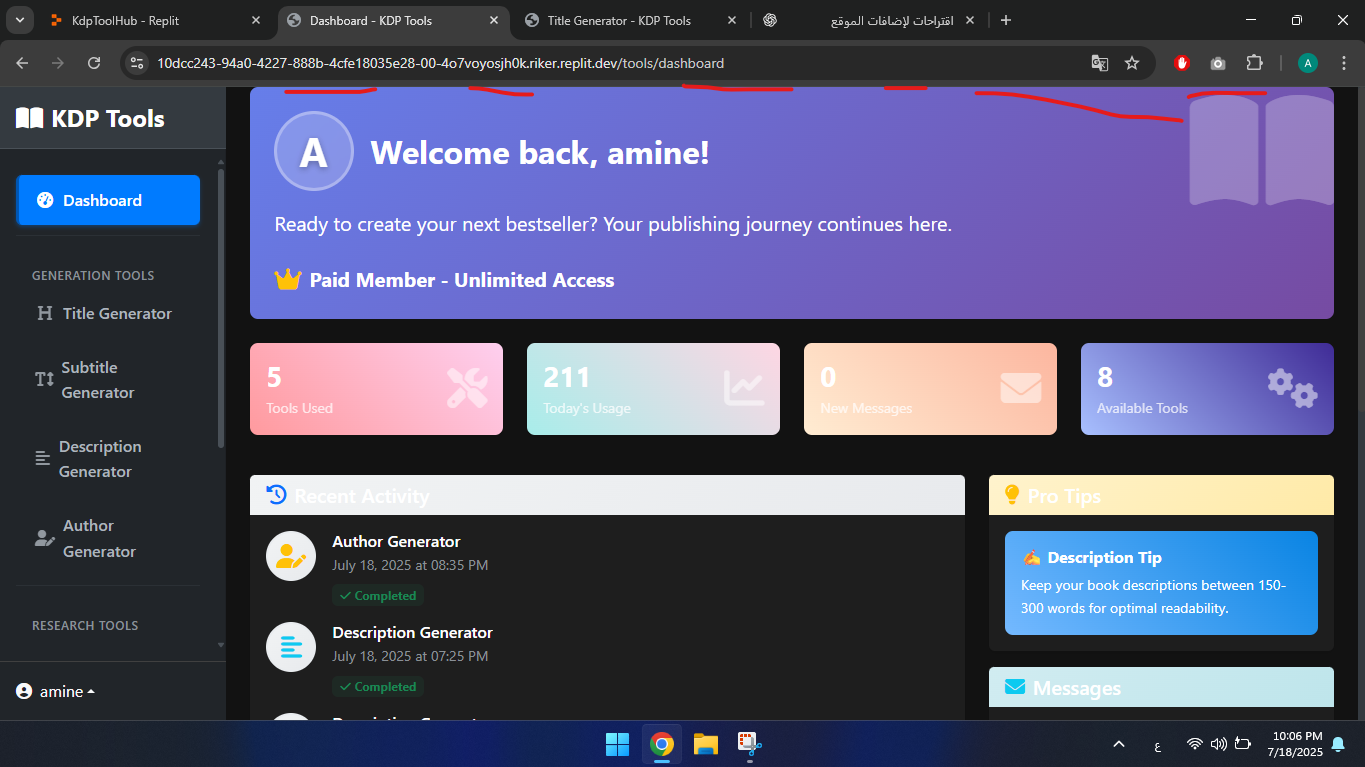 KdpToolHub - Replit
Dashboard - KDP Tools
Title Generator - KDP Tools
اقتراحات لإضافات الموقع
10dcc243-94a0-4227-888b-4cfe18035e28-00-4o7voyosjh0k.riker.replit.dev/tools/dashboard
A
KDP Tools
Dashboard
GENERATION TOOLS
Title Generator
Subtitle
Generator
Description
Generator
Author
Generator
RESEARCH TOOLS
amine
A
Welcome back, amine!
Ready to create your next bestseller? Your publishing journey continues here.
Paid Member - Unlimited Access
5
Tools Used
211
Today's Usage
0
New Messages
8
Available Tools
Recent Activity
Author Generator
July 18, 2025 at 08:35 PM
Completed
Description Generator
July 18, 2025 at 07:25 PM
Completed
Pro Tips
Description Tip
Keep your book descriptions between 150-
300 words for optimal readability.
Messages
ع
10:06 PM
7/18/2025